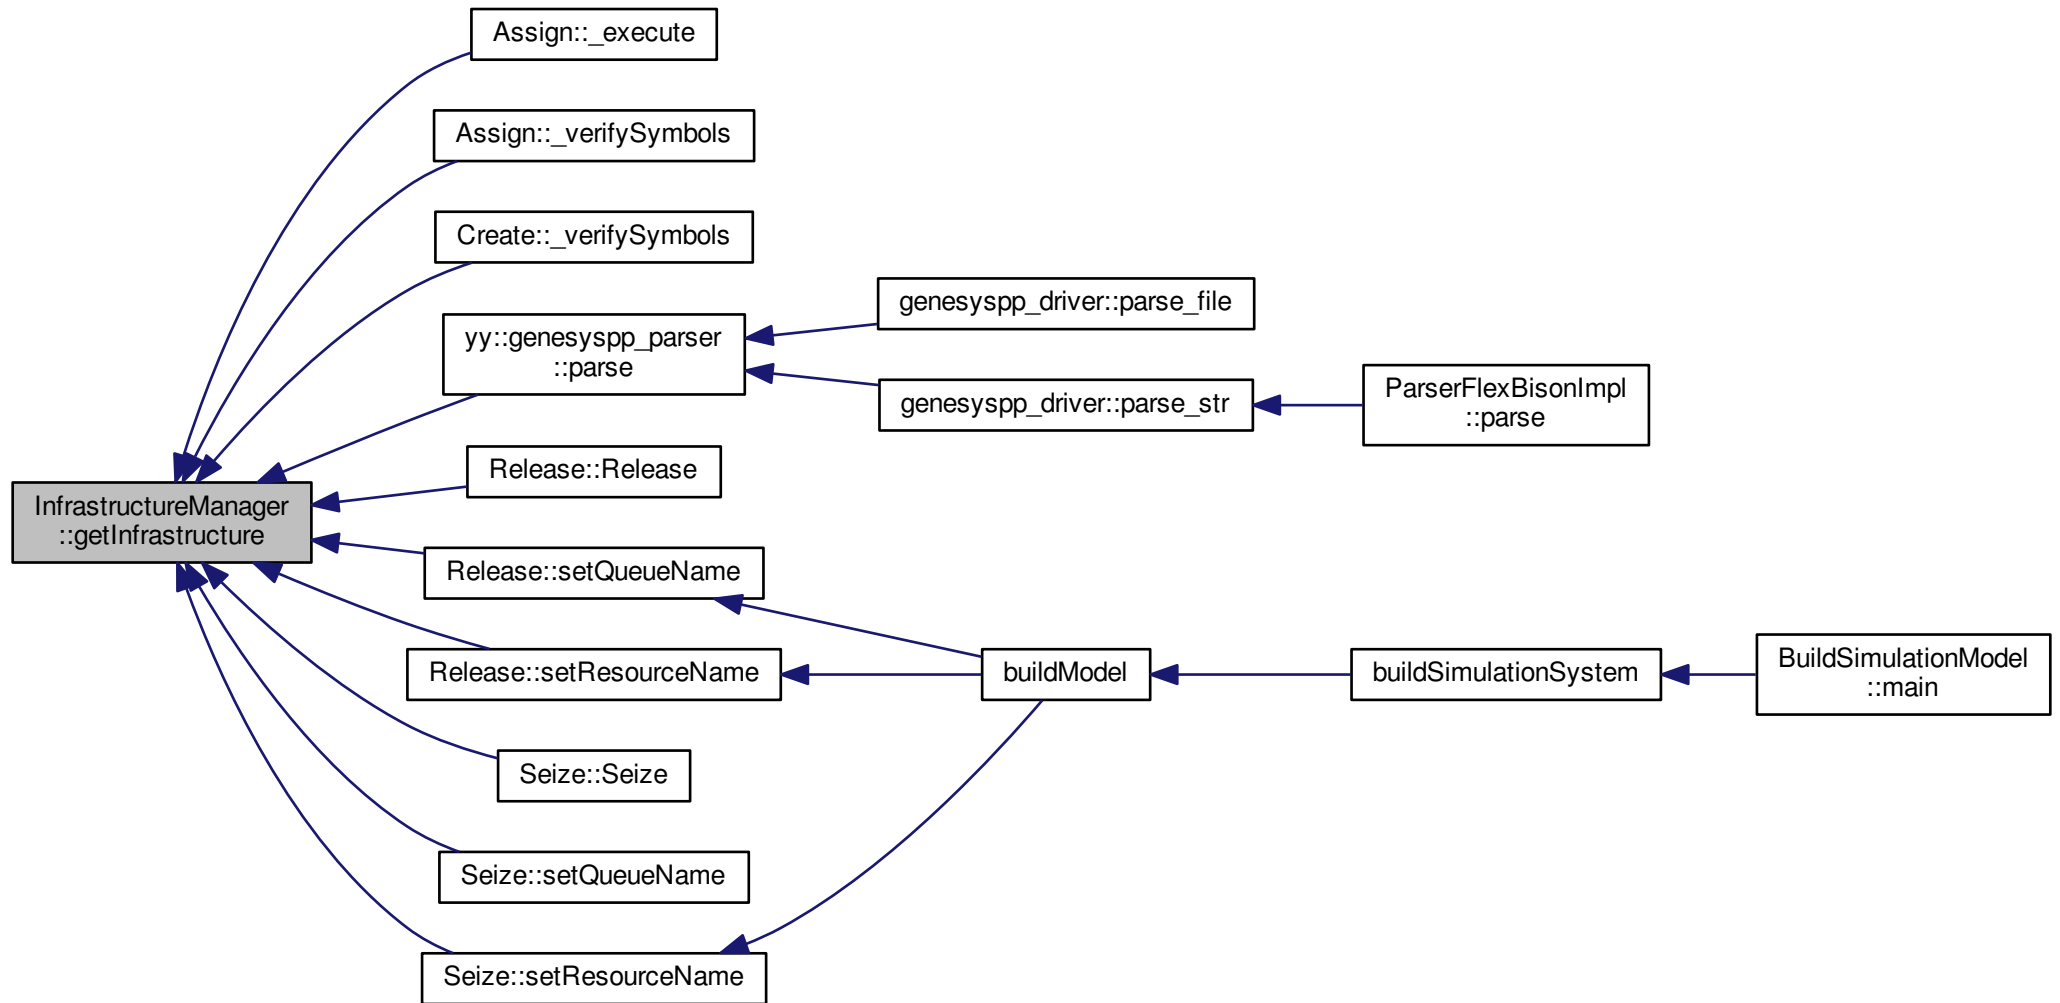 Assign::_execute
Assign::_verifySymbols
Create::_verifySymbols
genesyspp_driver::parse_file
yy::genesyspp_parser
::parse
genesyspp_driver::parse_str
ParserFlexBisonImpl
::parse
Release::Release
InfrastructureManager
::getInfrastructure
Release::setQueueName
Release::setResourceName
buildModel
buildSimulationSystem
BuildSimulationModel
::main
Seize::Seize
Seize::setQueueName
Seize::setResourceName